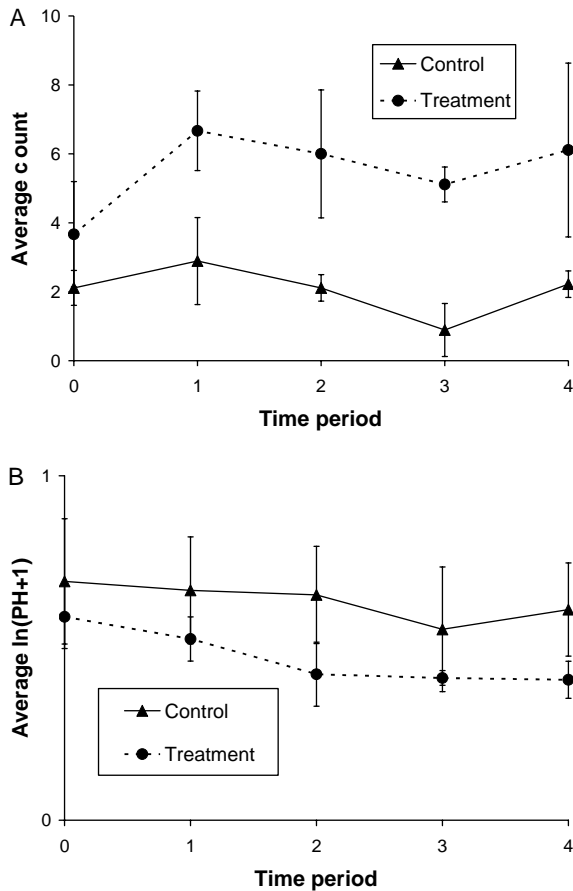 A
10
8
6
4
2
0
Average c ount
Control
Treatment
0 1 2 3 4
Time period
B
1
0
Average ln(PH+1)
Control
Treatment
0 1 2 3 4
Time period